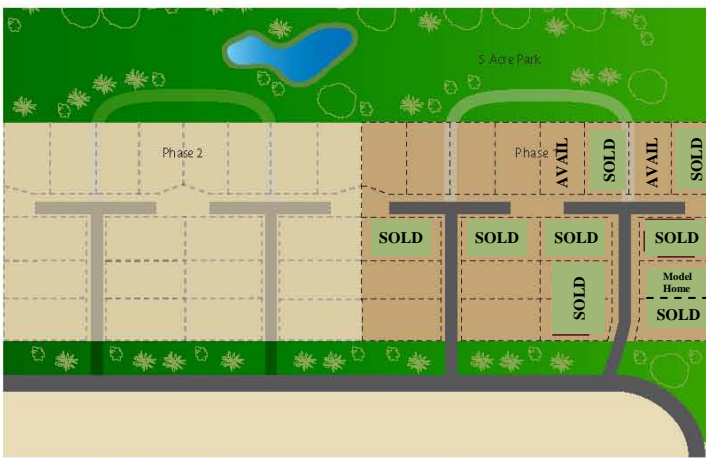 5 Acre Park
Phase 2
Phase
AVAIL
SOLD
AVAIL
SOLD
SOLD
SOLD
SOLD
SOLD
SOLD
Model
Home
SOLD